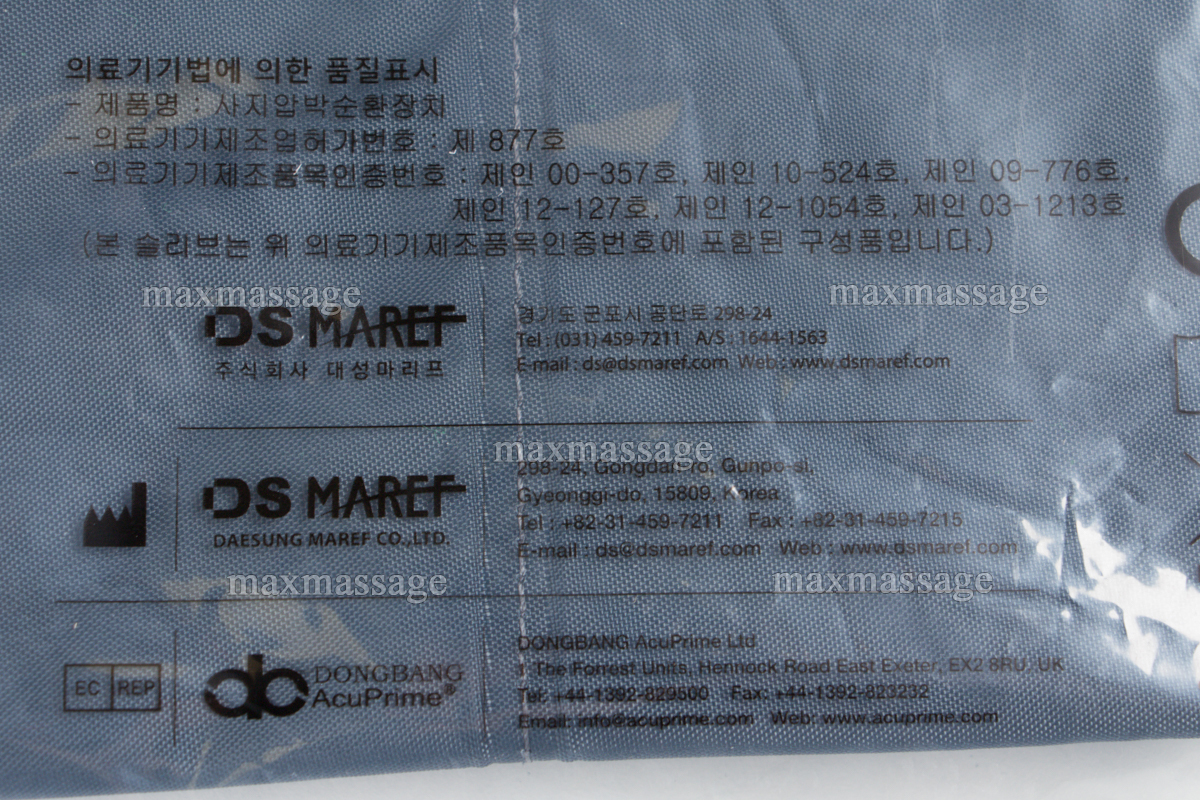 의료기기법에 의한 품질표시
- 제품명 : 사지압박순환장치
- 의료기기제조업허가번호 : 제 877호
- 의료기기제조품목인증번호 : 제인 00-357호, 제인 10-524호, 제인 09-776호,
제인 12-127호, 제인 12-1054호, 제인 03-1213호
(본 슬리브는 위 의료기기제조품목인증번호에 포함된 구성품입니다.)
maxmassage
maxmassage
DS MAREF
주식회사 대성마리프
경기도 군포시 공단로 298-24
Tel : (031) 459-7211 A/S : 1644-1563
E-mail : ds@dsmaref.com Web : www.dsmaref.com
maxmassage
DS MAREF
DAESUNG MAREF CO.,LTD.
298-24, Gongdan-ro, Gunpo-si,
Gyeonggi-do, 15809, Korea
Tel : +82-31-459-7211 Fax : +82-31-459-7215
E-mail : ds@dsmaref.com Web : www.dsmaref.com
maxmassage
maxmassage
EC REP
DONGBANG
AcuPrime®
DONGBANG AcuPrime Ltd
1 The Forrest Units, Hennock Road East Exeter, EX2 8RU, UK
Tel: +44-1392-829500 Fax: +44-1392-823232
Email: info@acuprime.com Web: www.acuprime.com